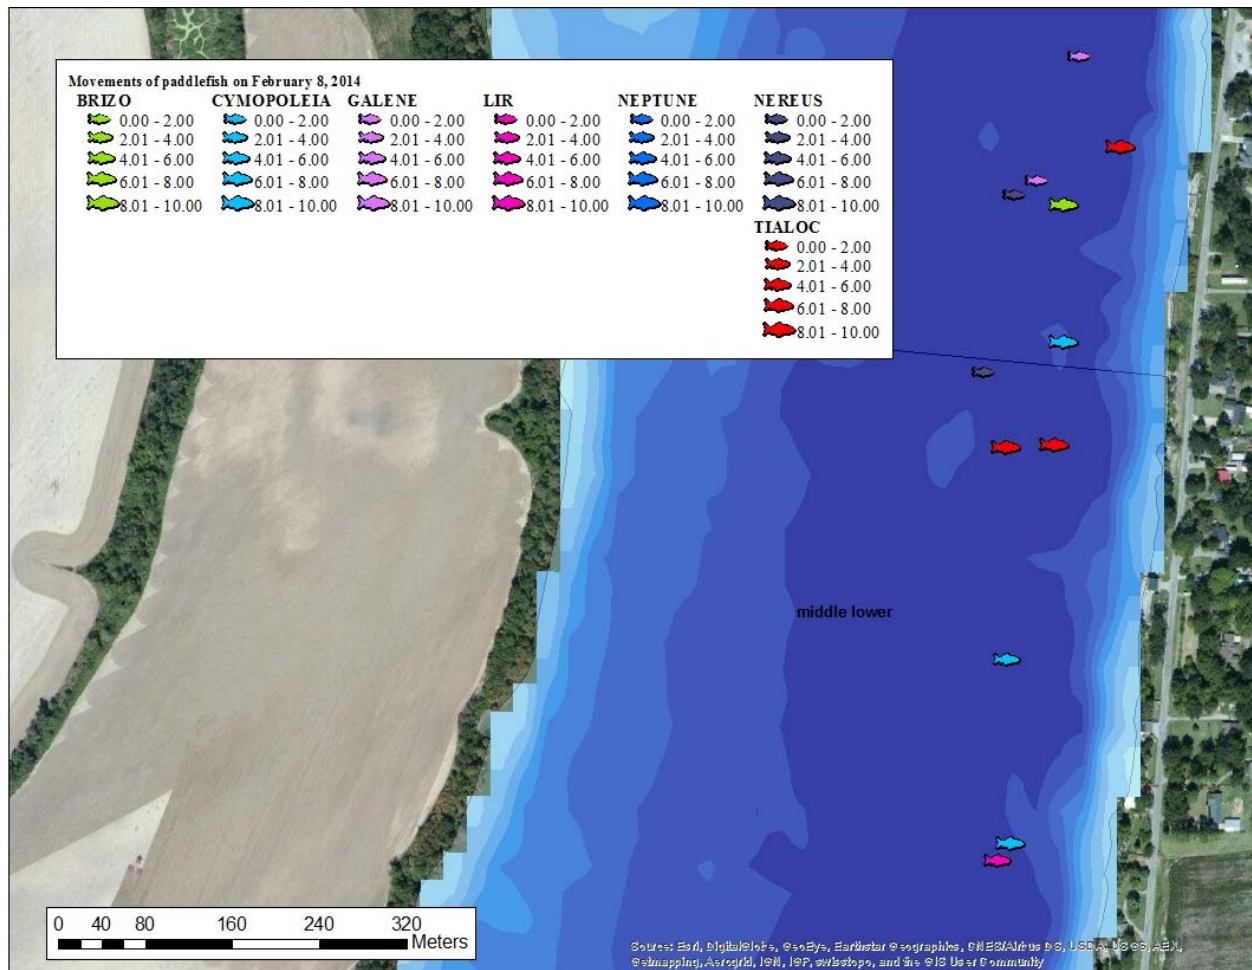 Movements of paddlefish on February 8, 2014
BRIZO CYMOPOLEIA GALENE LIR NEPTUNE NEREUS
0.00 - 2.00 0.00 - 2.00 0.00 - 2.00 0.00 - 2.00 0.00 - 2.00 0.00 - 2.00
2.01 - 4.00 2.01 - 4.00 2.01 - 4.00 2.01 - 4.00 2.01 - 4.00 2.01 - 4.00
4.01 - 6.00 4.01 - 6.00 4.01 - 6.00 4.01 - 6.00 4.01 - 6.00 4.01 - 6.00
6.01 - 8.00 6.01 - 8.00 6.01 - 8.00 6.01 - 8.00 6.01 - 8.00 6.01 - 8.00
8.01 - 10.00 8.01 - 10.00 8.01 - 10.00 8.01 - 10.00 8.01 - 10.00 8.01 - 10.00
TIALOC
0.00 - 2.00
2.01 - 4.00
4.01 - 6.00
6.01 - 8.00
8.01 - 10.00
middle lower
0 40 80 160 240 320
Meters
Source: Esri, DigitalGlobe, GeoEye, Earthstar Geographics, CNES/Airbus DS, USDA, USGS, AEX,
Getmapping, Aerogrid, IGN, IGP, swisstopo, and the GIS User Community